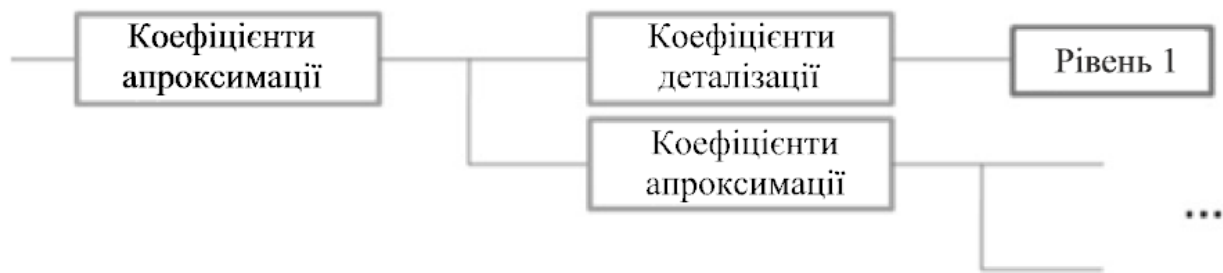 Коефіцієнти
апроксимації
Коефіцієнти
деталізації
Рівень 1
Коефіцієнти
апроксимації
...